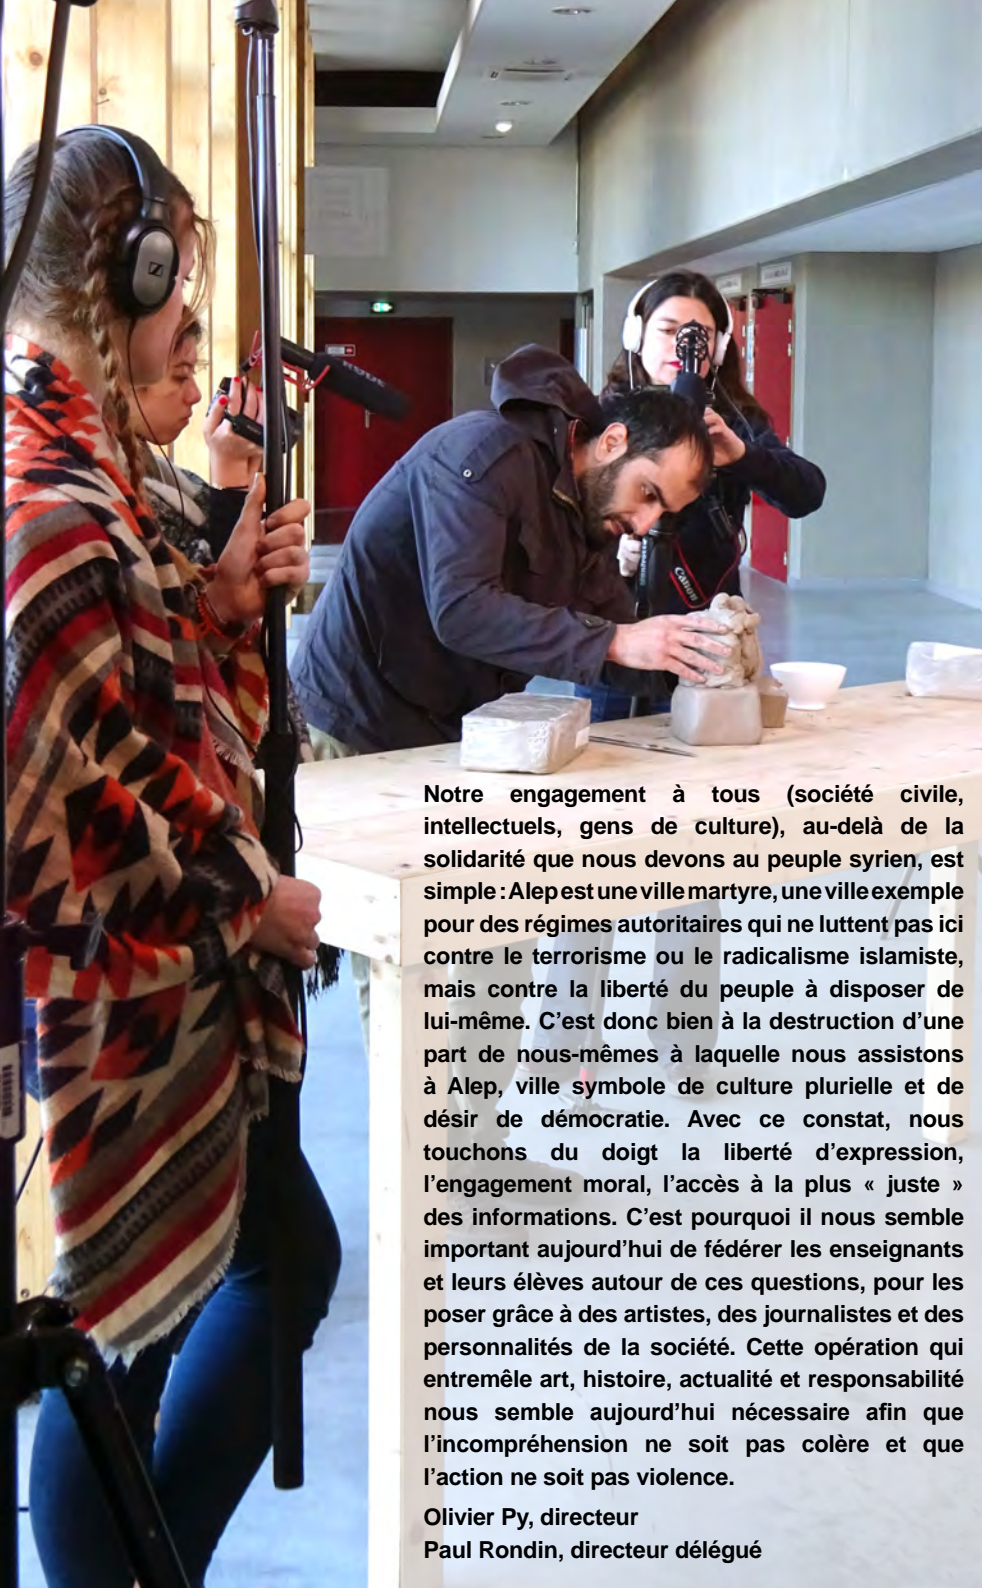 RODE
Canon
Manfrotto
Notre engagement à tous (société civile,
intellectuels, gens de culture), au-delà de la
solidarité que nous devons au peuple syrien, est
simple : Alep est une ville martyre, une ville exemple
pour des régimes autoritaires qui ne luttent pas ici
contre le terrorisme ou le radicalisme islamiste,
mais contre la liberté du peuple à disposer de
lui-même. C’est donc bien à la destruction d’une
part de nous-mêmes à laquelle nous assistons
à Alep, ville symbole de culture plurielle et de
désir de démocratie. Avec ce constat, nous
touchons du doigt la liberté d’expression,
l’engagement moral, l’accès à la plus « juste »
des informations. C’est pourquoi il nous semble
important aujourd’hui de fédérer les enseignants
et leurs élèves autour de ces questions, pour les
poser grâce à des artistes, des journalistes et des
personnalités de la société. Cette opération qui
entremêle art, histoire, actualité et responsabilité
nous semble aujourd’hui nécessaire afin que
l’incompréhension ne soit pas colère et que
l’action ne soit pas violence.
Olivier Py, directeur
Paul Rondin, directeur délégué